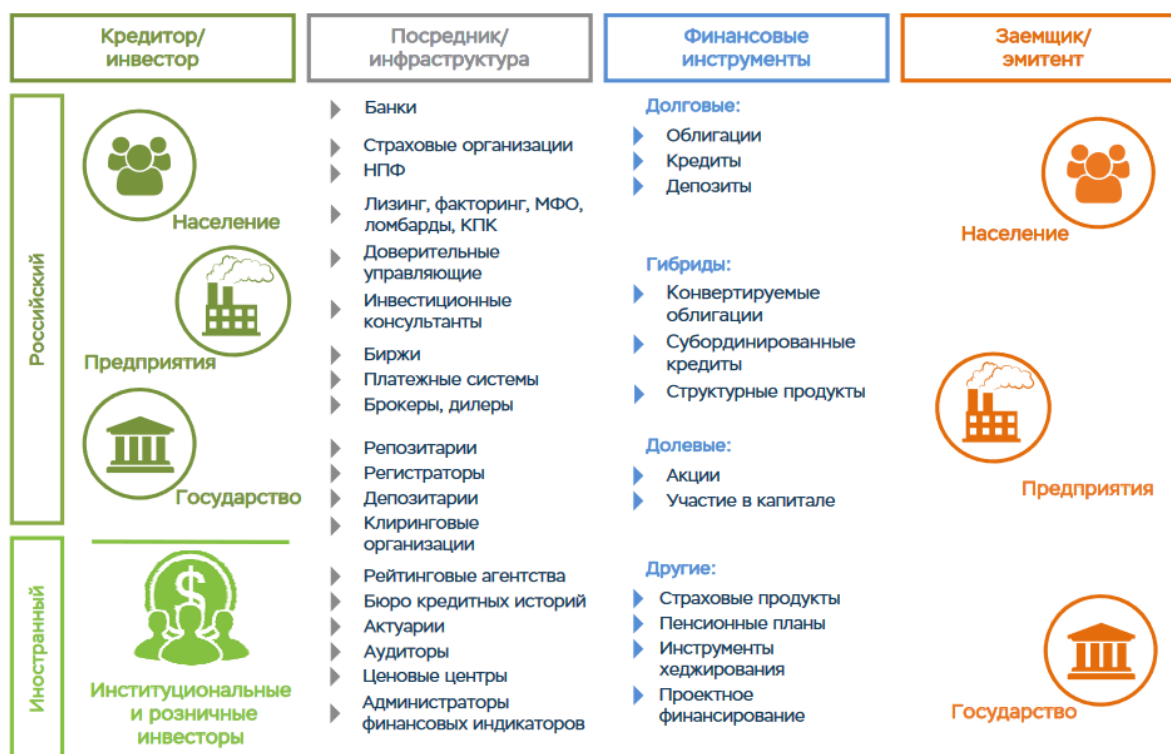 Кредитор/
инвестор
Посредник/
инфраструктура
Финансовые
инструменты
Заемщик/
эмитент
Российский
Население
Предприятия
Государство
Иностранный
Институциональные
и розничные
инвесторы
Банки
Страховые организации
НПФ
Лизинг, факторинг, МФО,
ломбарды, КПК
Доверительные
управляющие
Инвестиционные
консультанты
Биржи
Платежные системы
Брокеры, дилеры
Репозитарии
Регистраторы
Депозитарии
Клиринговые
организации
Рейтинговые агентства
Бюро кредитных историй
Актуарии
Аудиторы
Ценовые центры
Администраторы
финансовых индикаторов
Долговые:
Облигации
Кредиты
Депозиты
Гибриды:
Конвертируемые
облигации
Субординированные
кредиты
Структурные продукты
Долевые:
Акции
Участие в капитале
Другие:
Страховые продукты
Пенсионные планы
Инструменты
хеджирования
Проектное
финансирование
Население
Предприятия
Государство